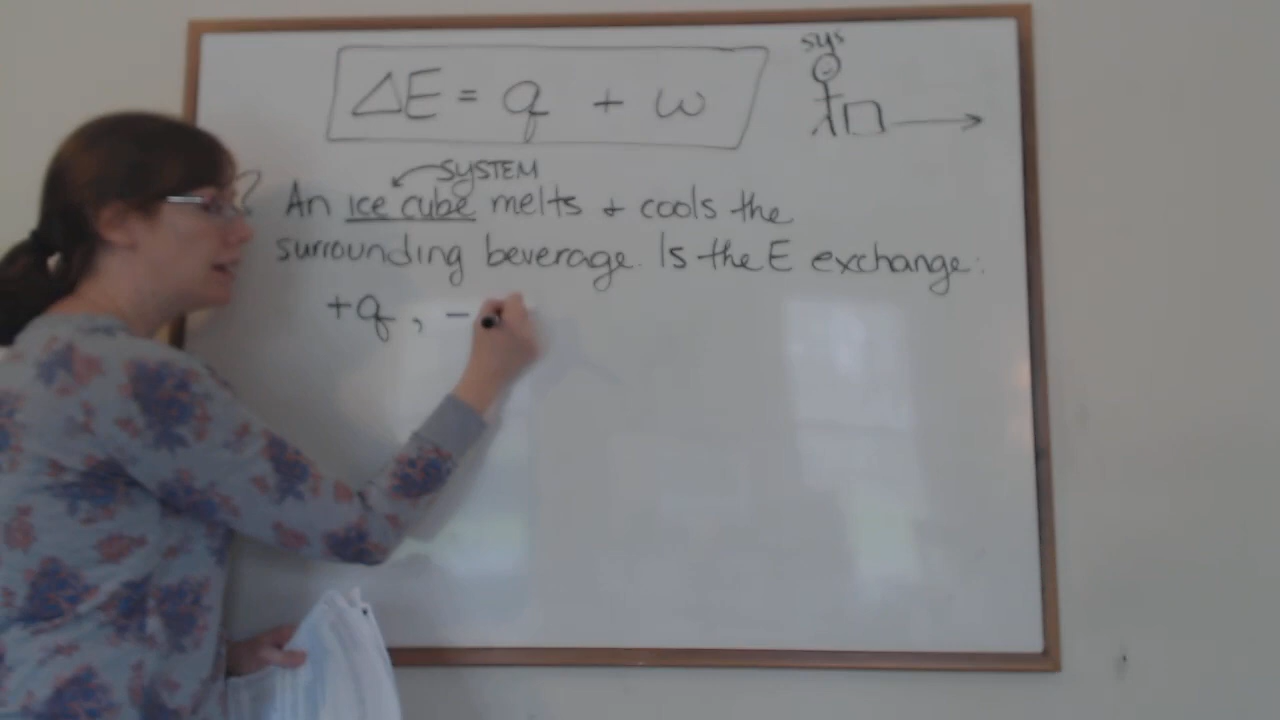 ΔE = q + w
sys
SYSTEM
? An ice cube melts + cools the
surrounding beverage. Is the E exchange:
+q, -